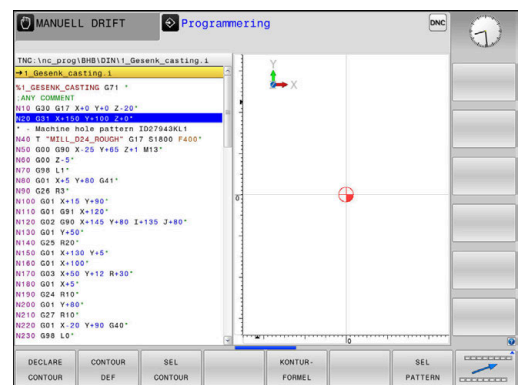 MANUELL DRIFT
Programmering
DNC
TNC:\nc_prog\BHB\DIN\1_Gesenk_casting.i
→1_Gesenk_casting.i
%1_GESENK_CASTING G71 *
;ANY COMMENT
N10 G30 G17 X+0 Y+0 Z-20*
N20 G31 X+150 Y+100 Z+0*
* - Machine hole pattern ID27943KL1
N40 T "MILL_D24_ROUGH" G17 S1800 F400*
N50 G00 G90 X-25 Y+65 Z+1 M13*
N60 G00 Z-5*
N70 G98 L1*
N80 G01 X+5 Y+80 G41*
N90 G26 R3*
N100 G01 X+15 Y+90*
N110 G01 G91 X+120*
N120 G02 G90 X+145 Y+80 I+135 J+80*
N130 G01 Y+50*
N140 G25 R20*
N150 G01 X+130 Y+5*
N160 G01 X+100*
N170 G03 X+50 Y+12 R+30*
N180 G01 X+5*
N190 G24 R10*
N200 G01 Y+80*
N210 G27 R10*
N220 G01 X-20 Y+90 G40*
N230 G98 L0*
Y
X
0
0
DECLARE
CONTOUR
CONTOUR
DEF
SEL
CONTOUR
KONTUR-
FORMEL
SEL
PATTERN